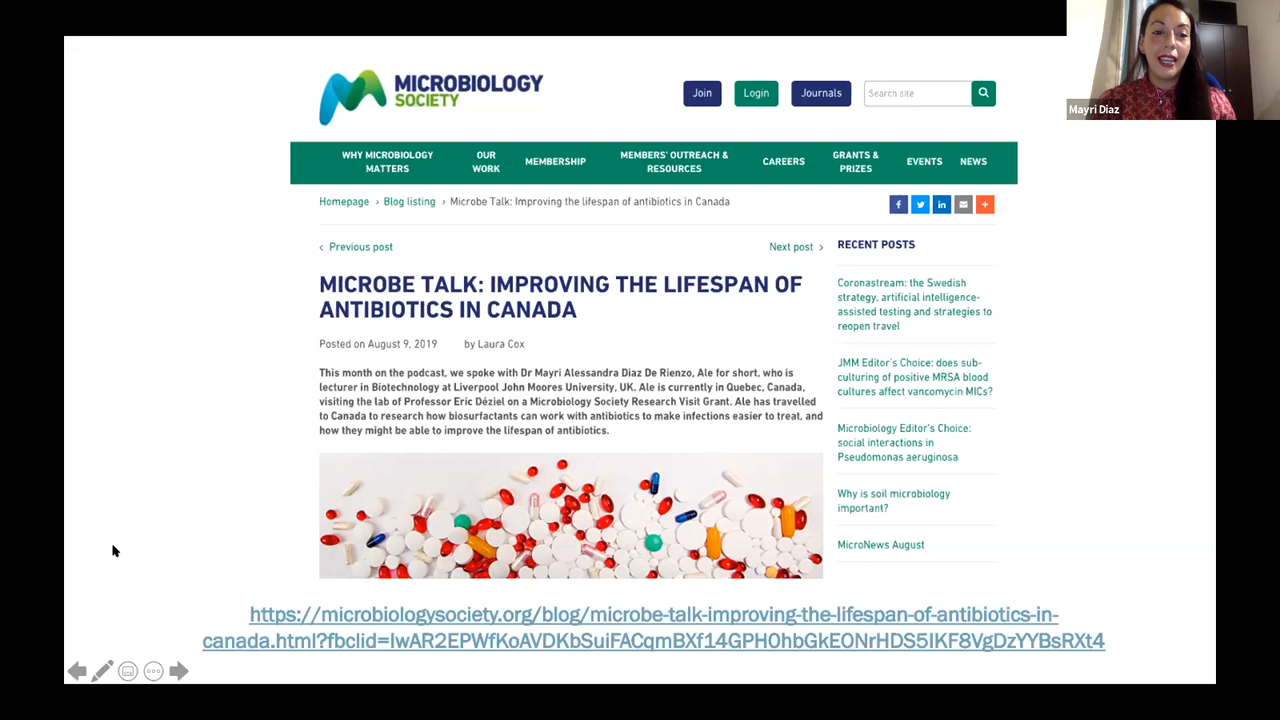 MICROBIOLOGY
SOCIETY
Join
Login
Journals
Search site
Mayri Diaz
WHY MICROBIOLOGY
MATTERS
OUR
WORK
MEMBERSHIP
MEMBERS' OUTREACH &
RESOURCES
CAREERS
GRANTS &
PRIZES
EVENTS
NEWS
Homepage › Blog listing › Microbe Talk: Improving the lifespan of antibiotics in Canada
‹ Previous post
Next post ›
MICROBE TALK: IMPROVING THE LIFESPAN OF
ANTIBIOTICS IN CANADA
Posted on August 9, 2019 by Laura Cox
This month on the podcast, we spoke with Dr Mayri Alessandra Diaz De Rienzo, Ale for short, who is
lecturer in Biotechnology at Liverpool John Moores University, UK. Ale is currently in Quebec, Canada,
visiting the lab of Professor Eric Déziel on a Microbiology Society Research Visit Grant. Ale has travelled
to Canada to research how biosurfactants can work with antibiotics to make infections easier to treat, and
how they might be able to improve the lifespan of antibiotics.
RECENT POSTS
Coronastream: the Swedish
strategy, artificial intelligence-
assisted testing and strategies to
reopen travel
JMM Editor's Choice: does sub-
culturing of positive MRSA blood
cultures affect vancomycin MICs?
Microbiology Editor's Choice:
social interactions in
Pseudomonas aeruginosa
Why is soil microbiology
important?
MicroNews August
https://microbiologysociety.org/blog/microbe-talk-improving-the-lifespan-of-antibiotics-in-
canada.html?fbclid=IwAR2EPWfKoAVDKbSuiFACqmBXf14GPH0hbGkEONrHDS5IKF8VgDzYYBsRXt4